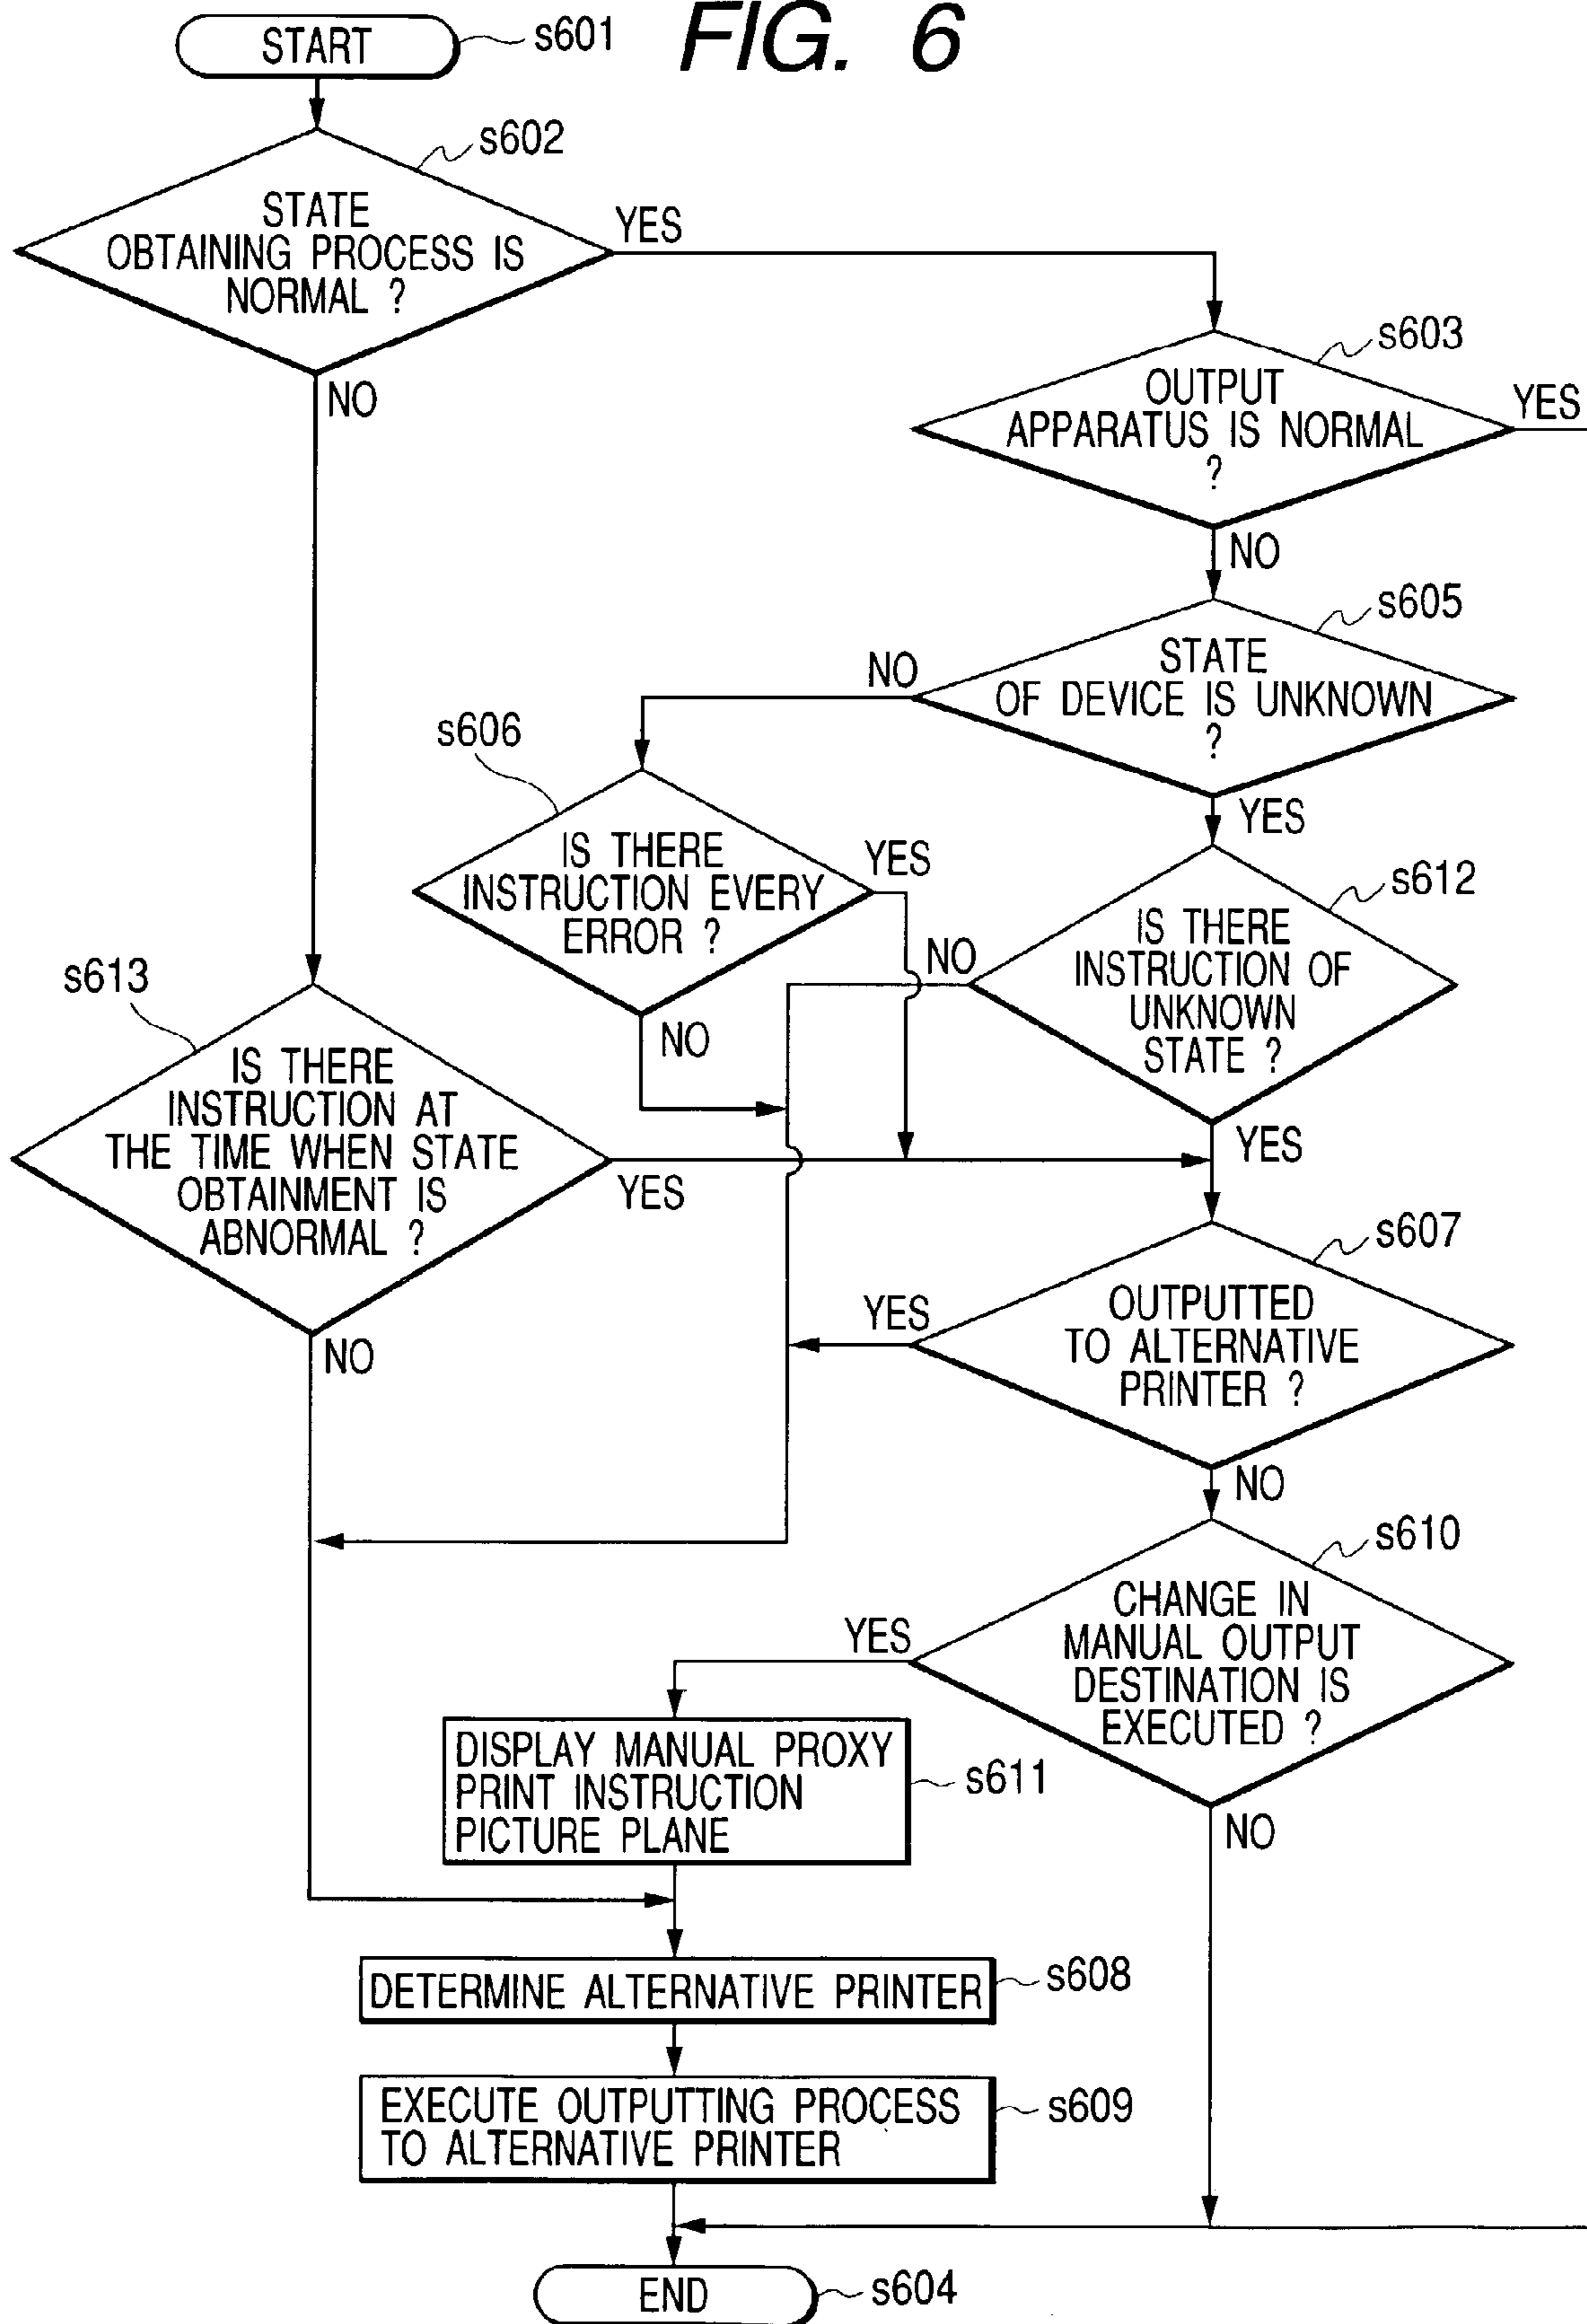 FIG. 6
START
s601
s602
STATE
OBTAINING PROCESS IS
NORMAL ?
YES
NO
s603
OUTPUT
APPARATUS IS NORMAL
?
YES
NO
s605
STATE
OF DEVICE IS UNKNOWN
?
NO
YES
s606
IS THERE
INSTRUCTION EVERY
ERROR ?
YES
NO
s612
IS THERE
INSTRUCTION OF
UNKNOWN
STATE ?
NO
YES
s613
IS THERE
INSTRUCTION AT
THE TIME WHEN STATE
OBTAINMENT IS
ABNORMAL ?
YES
NO
s607
OUTPUTTED
TO ALTERNATIVE
PRINTER ?
YES
NO
s610
CHANGE IN
MANUAL OUTPUT
DESTINATION IS
EXECUTED ?
YES
NO
DISPLAY MANUAL PROXY
PRINT INSTRUCTION
PICTURE PLANE
s611
DETERMINE ALTERNATIVE PRINTER
s608
EXECUTE OUTPUTTING PROCESS
TO ALTERNATIVE PRINTER
s609
END
s604